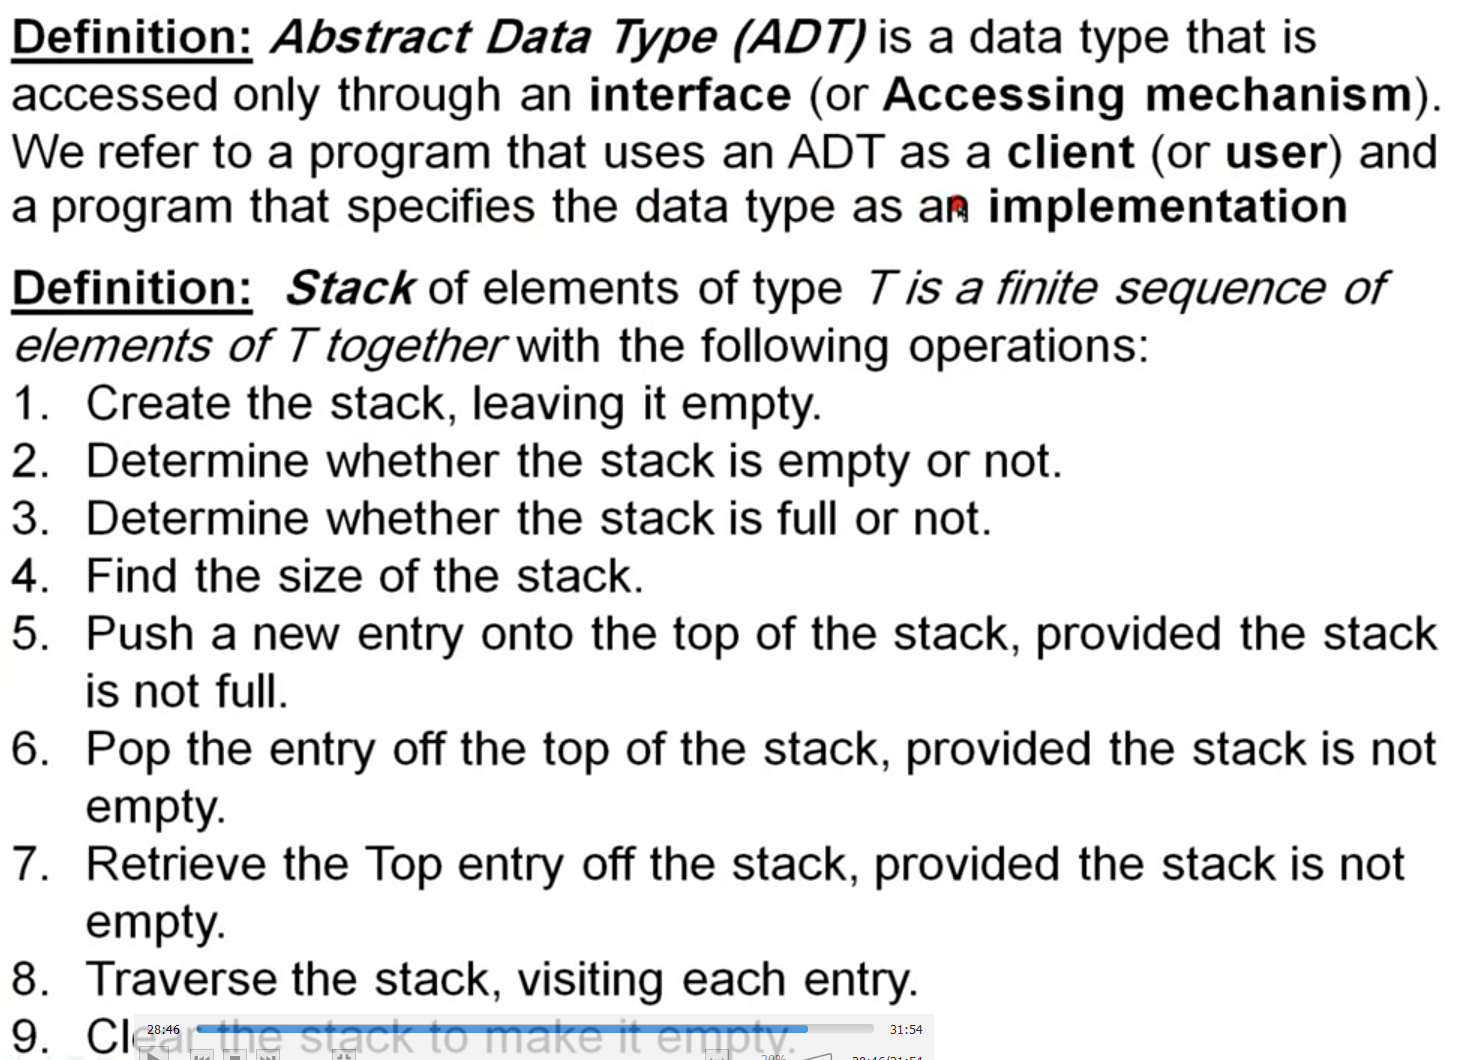 Definition: Abstract Data Type (ADT) is a data type that is
accessed only through an interface (or Accessing mechanism).
We refer to a program that uses an ADT as a client (or user) and
a program that specifies the data type as an implementation
Definition: Stack of elements of type T is a finite sequence of
elements of T together with the following operations:
1. Create the stack, leaving it empty.
2. Determine whether the stack is empty or not.
3. Determine whether the stack is full or not.
4. Find the size of the stack.
5. Push a new entry onto the top of the stack, provided the stack
is not full.
6. Pop the entry off the top of the stack, provided the stack is not
empty.
7. Retrieve the Top entry off the stack, provided the stack is not
empty.
8. Traverse the stack, visiting each entry.
9. Clear the stack to make it empty.
28:46 31:54